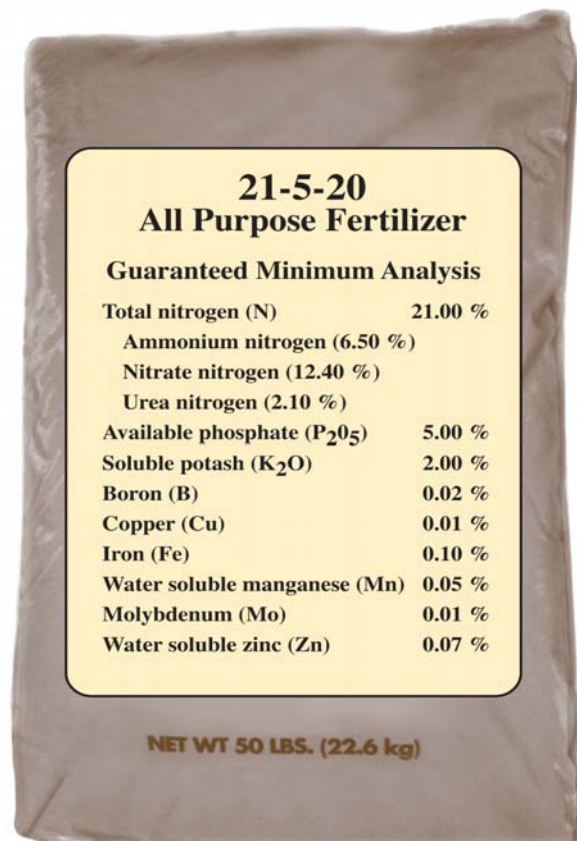 21-5-20
All Purpose Fertilizer
Guaranteed Minimum Analysis
Total nitrogen (N) 21.00 %
Ammonium nitrogen (6.50 %)
Nitrate nitrogen (12.40 %)
Urea nitrogen (2.10 %)
Available phosphate (P₂0₅) 5.00 %
Soluble potash (K₂O) 2.00 %
Boron (B) 0.02 %
Copper (Cu) 0.01 %
Iron (Fe) 0.10 %
Water soluble manganese (Mn) 0.05 %
Molybdenum (Mo) 0.01 %
Water soluble zinc (Zn) 0.07 %
NET WT 50 LBS. (22.6 kg)